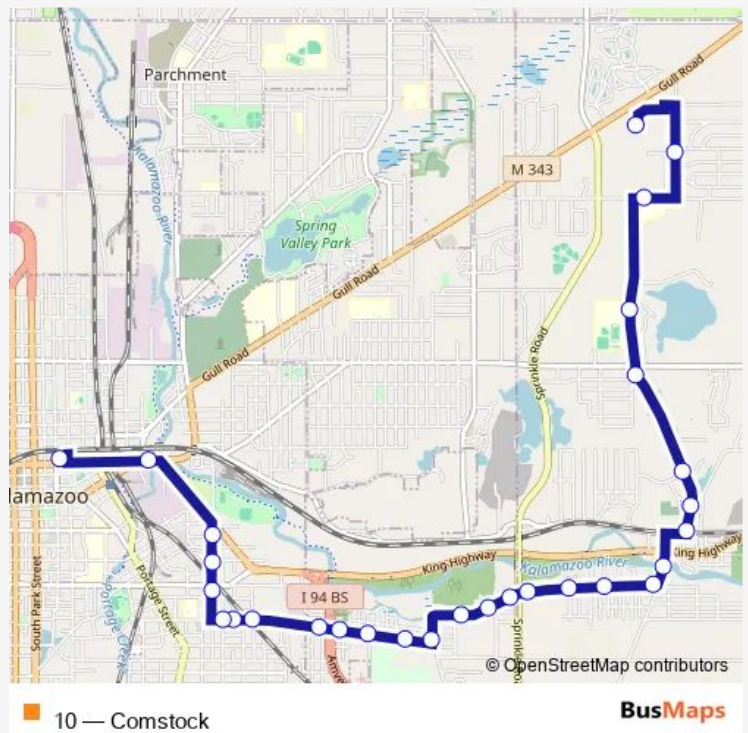 Parchment
Gull Road
Kalamazoo River
M 343
Spring
Valley Park
Gull Road
Sprinkle Road
Gull Road
lamazoo
King Highway
Kalamazoo River
King Highway
I 94 BS
South Park Street
Portage Street
Portage Creek
© OpenStreetMap contributors
10 — Comstock
BusMaps